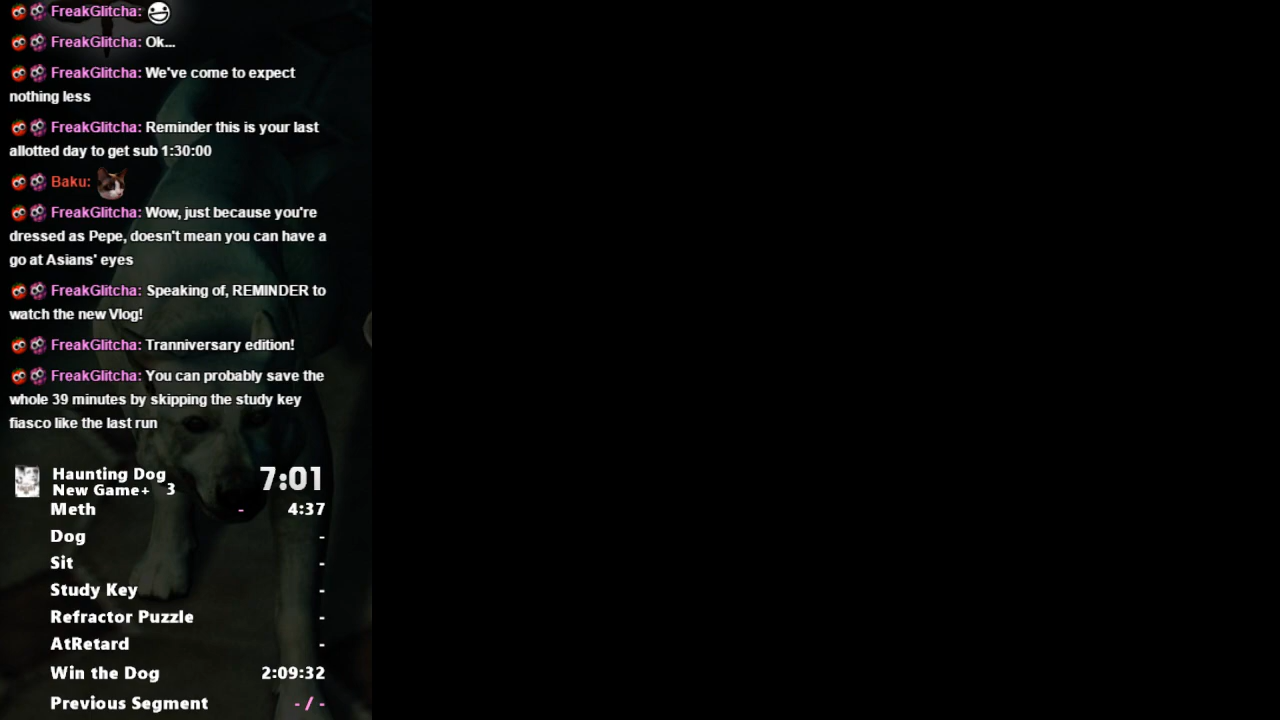 FreakGlitcha:
FreakGlitcha: Ok...
FreakGlitcha: We've come to expect
nothing less
FreakGlitcha: Reminder this is your last
allotted day to get sub 1:30:00
Baku:
FreakGlitcha: Wow, just because you're
dressed as Pepe, doesn't mean you can have a
go at Asians' eyes
FreakGlitcha: Speaking of, REMINDER to
watch the new Vlog!
FreakGlitcha: Tranniversary edition!
FreakGlitcha: You can probably save the
whole 39 minutes by skipping the study key
fiasco like the last run
Haunting Dog 7:01
New Game+ 3
Meth - 4:37
Dog -
Sit -
Study Key -
Refractor Puzzle -
AtRetard -
Win the Dog 2:09:32
Previous Segment - / -